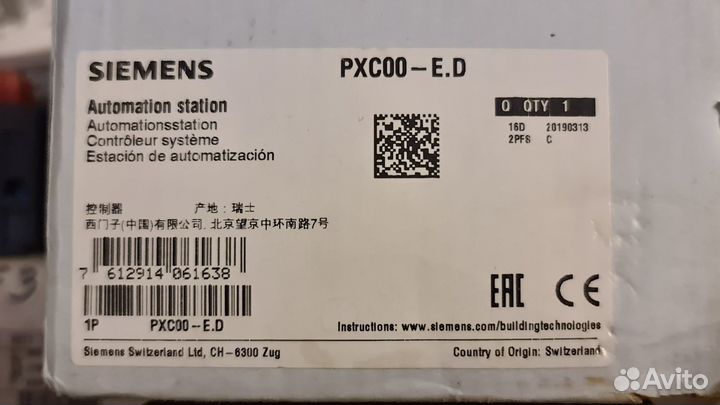 SIEMENS
PXC00-E.D
Automation station
Automationsstation
Contrôleur système
Estación de automatización
Q QTY 1
16D 20190313
2PFS C
控制器 产地: 瑞士
西门子(中国)有限公司. 北京望京中环南路7号
7 612914 061638
EAC CE
1P PXC00-E.D
Instructions: www.siemens.com/buildingtechnologies
Siemens Switzerland Ltd, CH-6300 Zug
Country of Origin: Switzerland
Avito